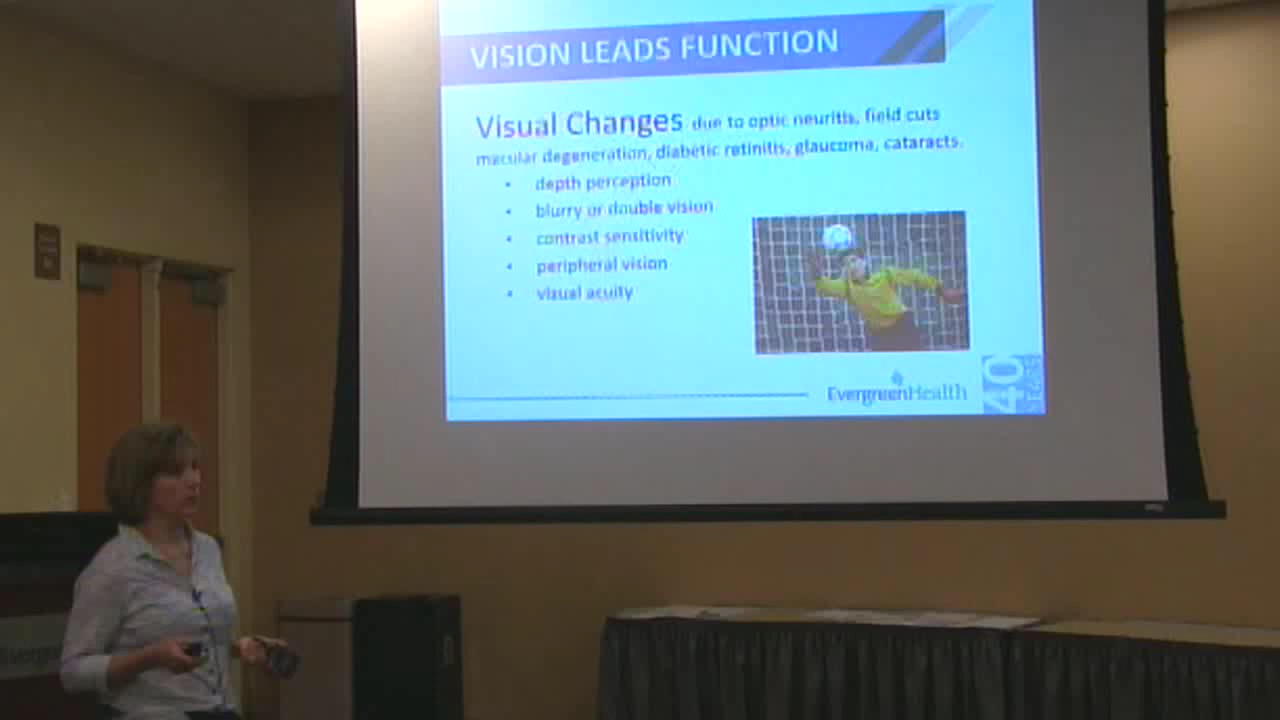 VISION LEADS FUNCTION
Visual Changes due to optic neuritis, field cuts
macular degeneration, diabetic retinitis, glaucoma, cataracts.
• depth perception
• blurry or double vision
• contrast sensitivity
• peripheral vision
• visual acuity
EvergreenHealth
40
YEARS